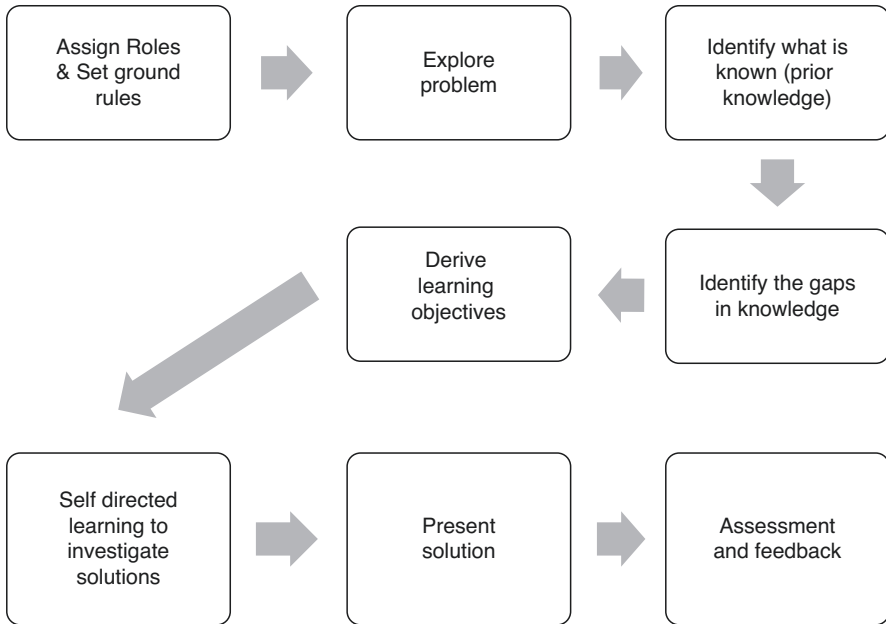 Assign Roles
& Set ground
rules
Explore
problem
Identify what is
known (prior
knowledge)
Identify the gaps
in knowledge
Derive
learning
objectives
Self directed
learning to
investigate
solutions
Present
solution
Assessment
and feedback